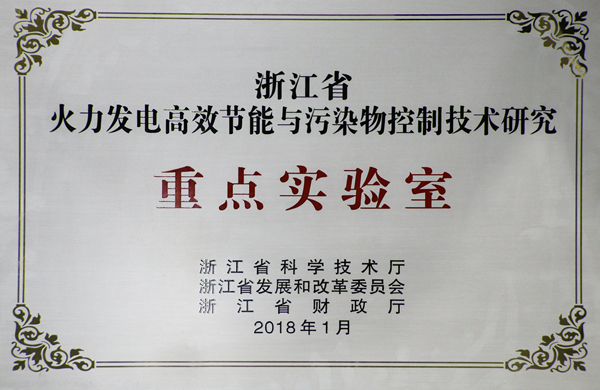 浙江省
火力发电高效节能与污染物控制技术研究
重点实验室
浙江省科学技术厅
浙江省发展和改革委员会
浙江省财政厅
2018年1月